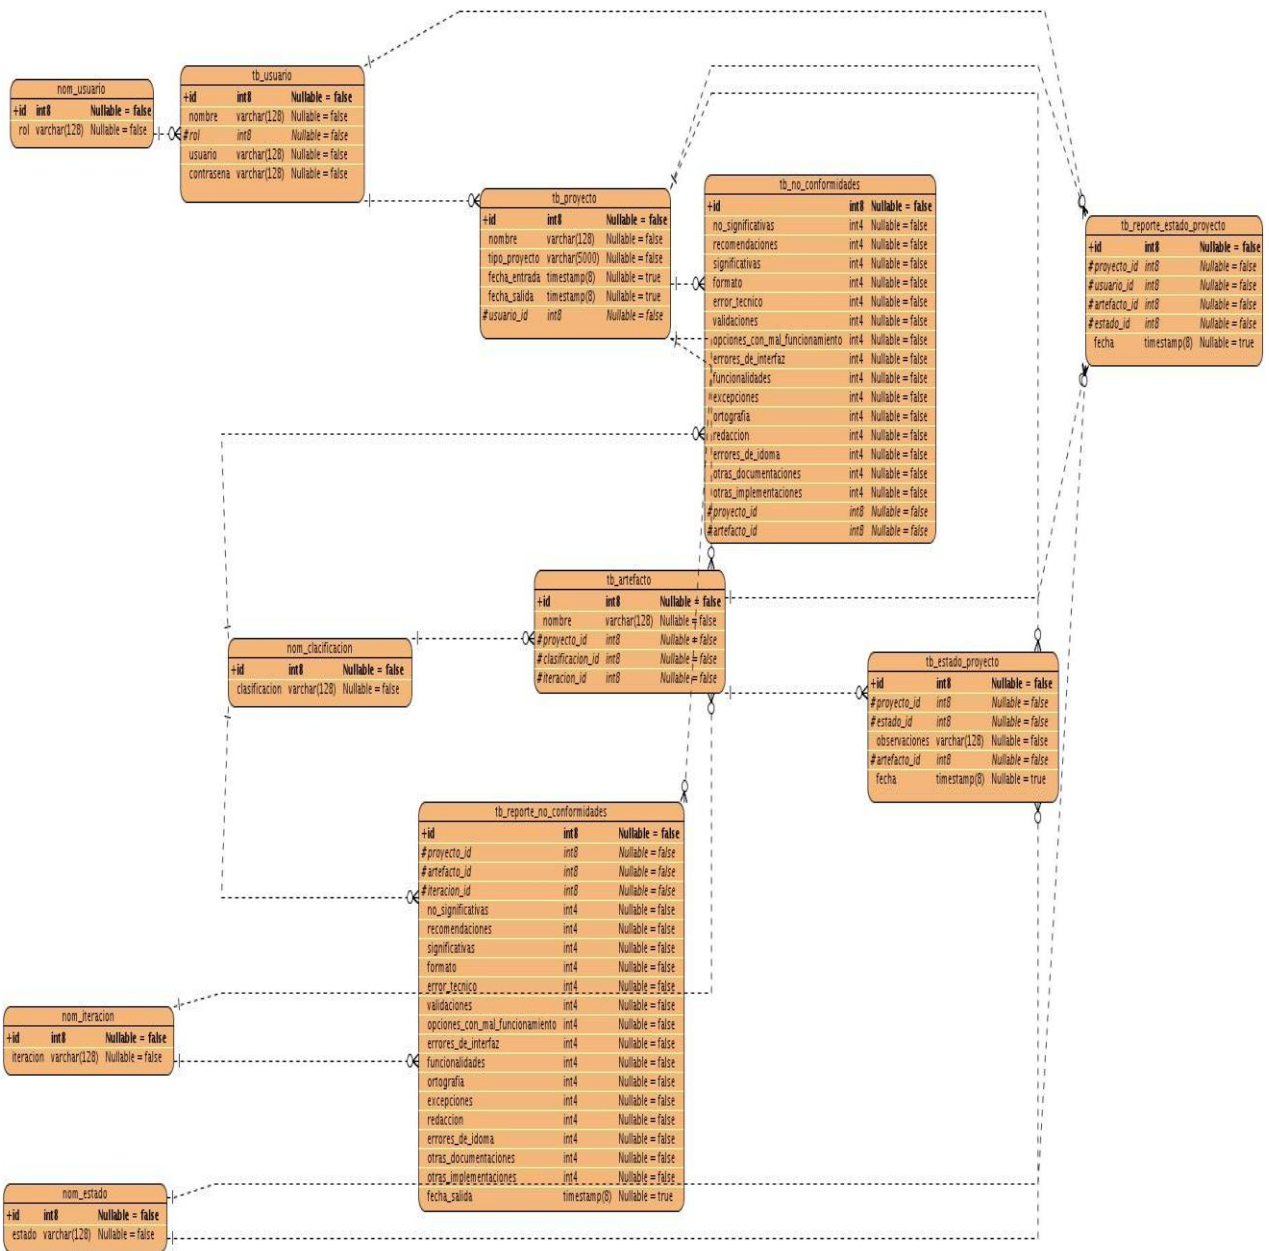 nom_usuario
+id int8 Nullable = false
rol varchar(128) Nullable = false
tb_usuario
+id int8 Nullable = false
nombre varchar(128) Nullable = false
#rol int8 Nullable = false
usuario varchar(128) Nullable = false
contrasena varchar(128) Nullable = false
tb_proyecto
+id int8 Nullable = false
nombre varchar(128) Nullable = false
tipo_proyecto varchar(5000) Nullable = false
fecha_entrada timestamp(8) Nullable = true
fecha_salida timestamp(8) Nullable = true
#usuario_id int8 Nullable = false
tb_no_conformidades
+id int8 Nullable = false
no_significativas int4 Nullable = false
recomendaciones int4 Nullable = false
significativas int4 Nullable = false
formato int4 Nullable = false
error_tecnico int4 Nullable = false
validaciones int4 Nullable = false
opciones_con_mal_funcionamiento int4 Nullable = false
errores_de_interfaz int4 Nullable = false
funcionalidades int4 Nullable = false
excepciones int4 Nullable = false
ortografia int4 Nullable = false
redaccion int4 Nullable = false
errores_de_idoma int4 Nullable = false
otras_documentaciones int4 Nullable = false
otras_implementaciones int4 Nullable = false
#proyecto_id int8 Nullable = false
#artefacto_id int8 Nullable = false
tb_reporte_estado_proyecto
+id int8 Nullable = false
#proyecto_id int8 Nullable = false
#usuario_id int8 Nullable = false
#artefacto_id int8 Nullable = false
#estado_id int8 Nullable = false
fecha timestamp(8) Nullable = true
tb_artefacto
+id int8 Nullable = false
nombre varchar(128) Nullable = false
#proyecto_id int8 Nullable = false
#clasificacion_id int8 Nullable = false
#iteracion_id int8 Nullable = false
nom_clacificacion
+id int8 Nullable = false
clasificacion varchar(128) Nullable = false
tb_estado_proyecto
+id int8 Nullable = false
#proyecto_id int8 Nullable = false
#estado_id int8 Nullable = false
observaciones varchar(128) Nullable = false
#artefacto_id int8 Nullable = false
fecha timestamp(8) Nullable = true
tb_reporte_no_conformidades
+id int8 Nullable = false
#proyecto_id int8 Nullable = false
#artefacto_id int8 Nullable = false
#iteracion_id int8 Nullable = false
no_significativas int4 Nullable = false
recomendaciones int4 Nullable = false
significativas int4 Nullable = false
formato int4 Nullable = false
error_tecnico int4 Nullable = false
validaciones int4 Nullable = false
opciones_con_mal_funcionamiento int4 Nullable = false
errores_de_interfaz int4 Nullable = false
funcionalidades int4 Nullable = false
ortografia int4 Nullable = false
excepciones int4 Nullable = false
redaccion int4 Nullable = false
errores_de_idoma int4 Nullable = false
otras_documentaciones int4 Nullable = false
otras_implementaciones int4 Nullable = false
fecha_salida timestamp(8) Nullable = true
nom_iteracion
+id int8 Nullable = false
iteracion varchar(128) Nullable = false
nom_estado
+id int8 Nullable = false
estado varchar(128) Nullable = false